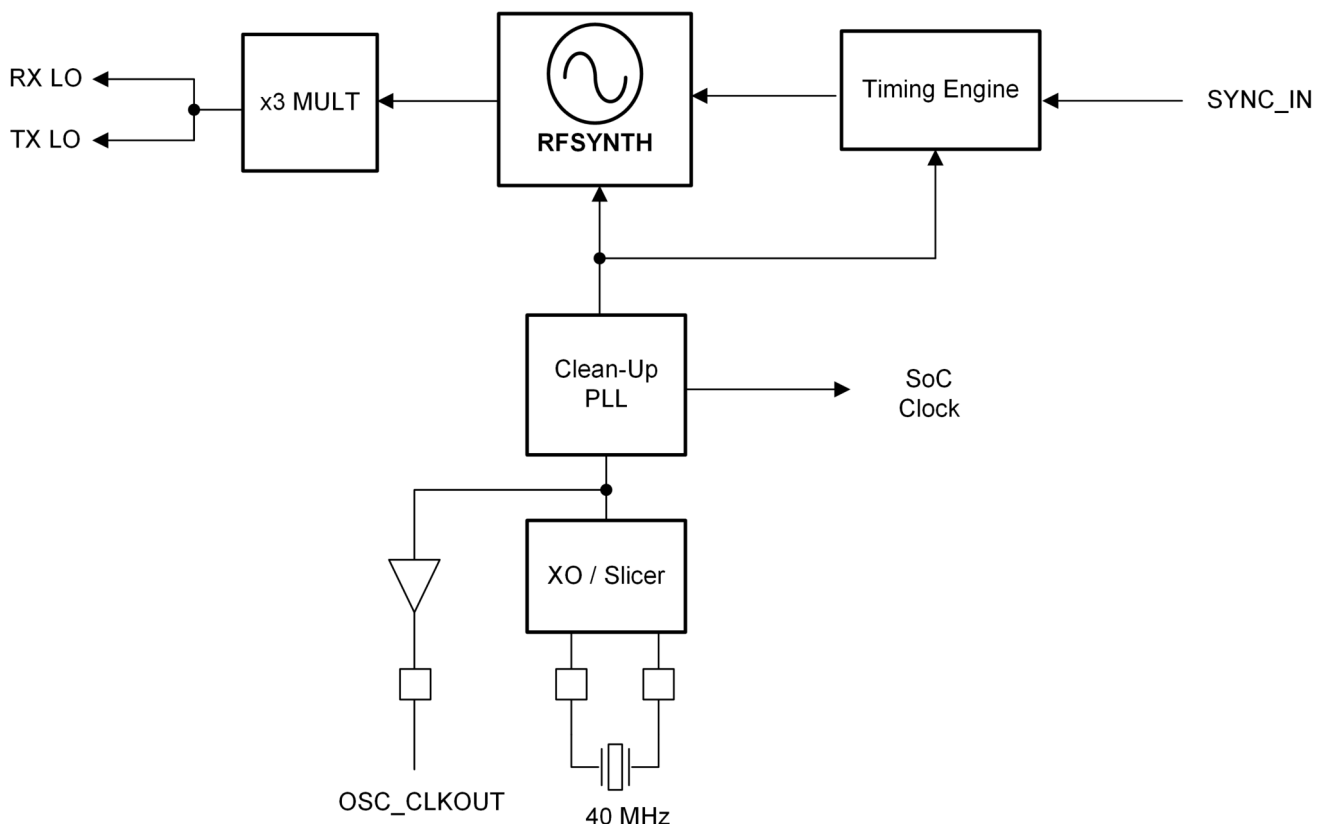 RX LO
TX LO
x3 MULT
RFSYNTH
Timing Engine
SYNC_IN
Clean-Up
PLL
SoC
Clock
XO / Slicer
OSC_CLKOUT
40 MHz